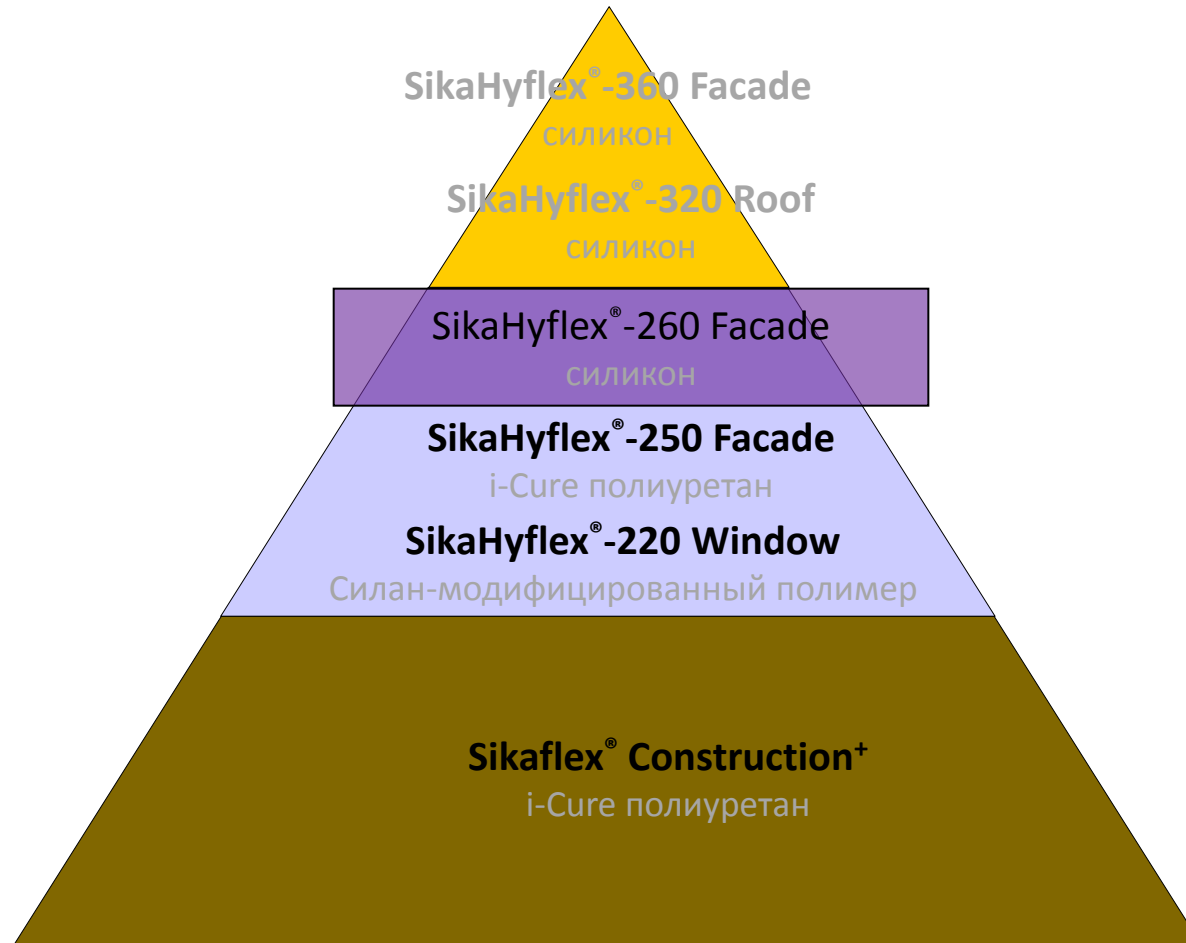 SikaHyflex®-360 Facade
силикон
SikaHyflex®-320 Roof
силикон
SikaHyflex®-260 Facade
силикон
SikaHyflex®-250 Facade
i-Cure полиуретан
SikaHyflex®-220 Window
Силан-модифицированный полимер
Sikaflex® Construction⁺
i-Cure полиуретан